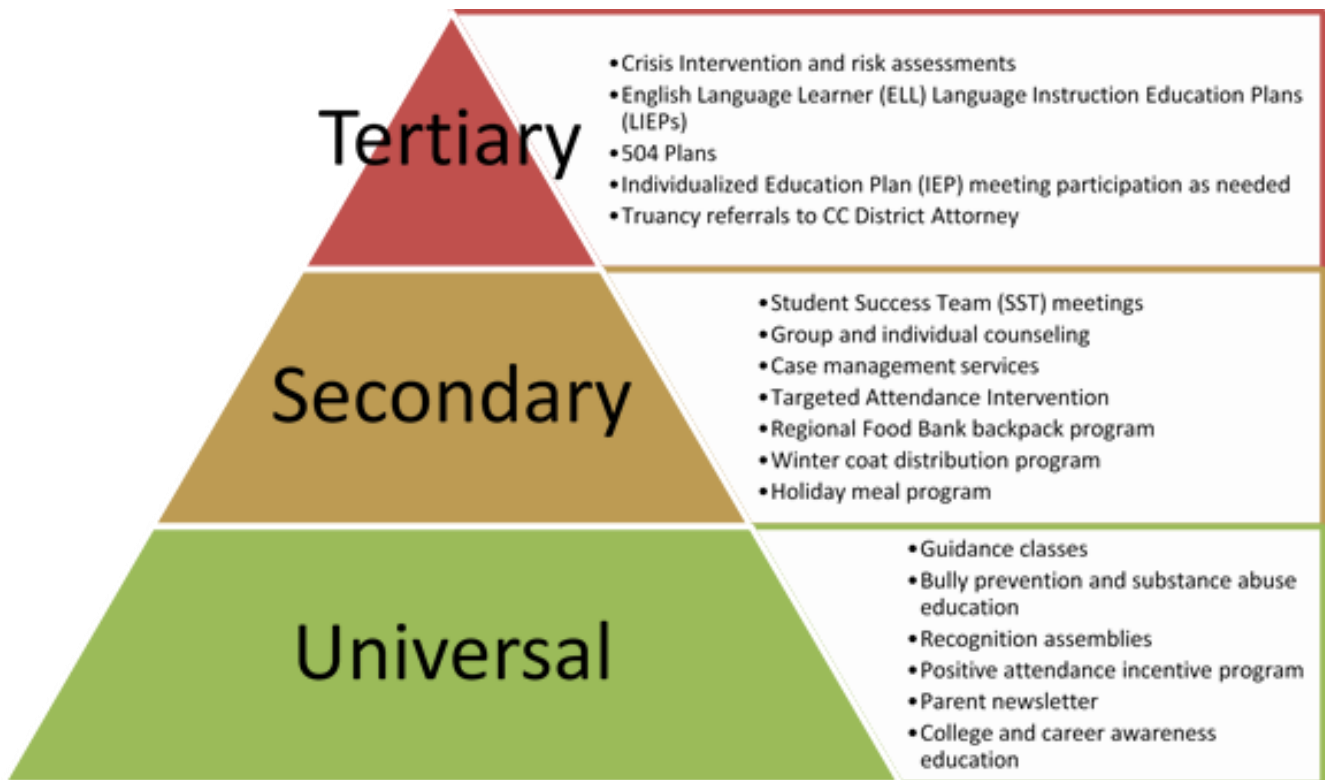 Tertiary
•Crisis Intervention and risk assessments
•English Language Learner (ELL) Language Instruction Education Plans
(LIEPs)
•504 Plans
•Individualized Education Plan (IEP) meeting participation as needed
•Truancy referrals to CC District Attorney
Secondary
•Student Success Team (SST) meetings
•Group and individual counseling
•Case management services
•Targeted Attendance Intervention
•Regional Food Bank backpack program
•Winter coat distribution program
•Holiday meal program
Universal
•Guidance classes
•Bully prevention and substance abuse
education
•Recognition assemblies
•Positive attendance incentive program
•Parent newsletter
•College and career awareness
education